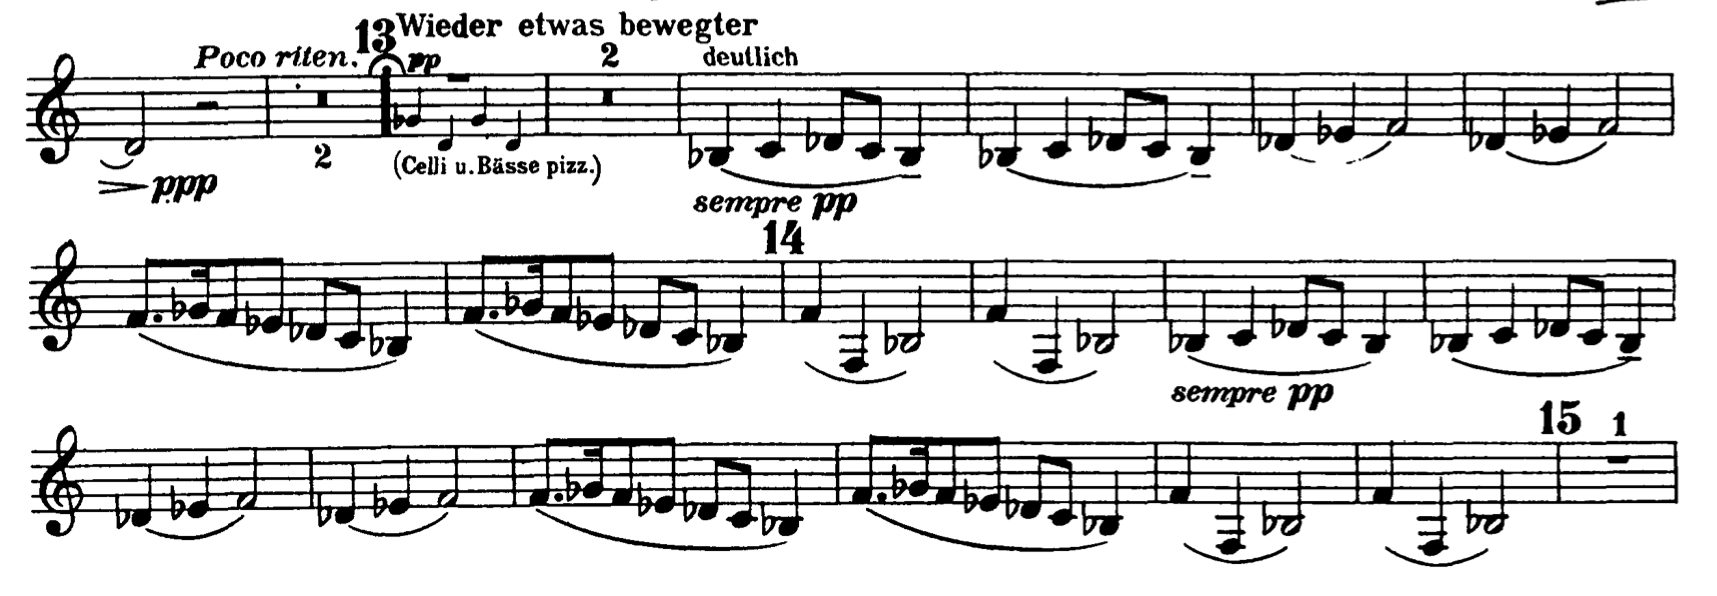 13 Wieder etwas bewegter
Poco riten. pp 2 deutlich
2
(Celli u. Bässe pizz.)
ppp
sempre pp
14
sempre pp
15 1